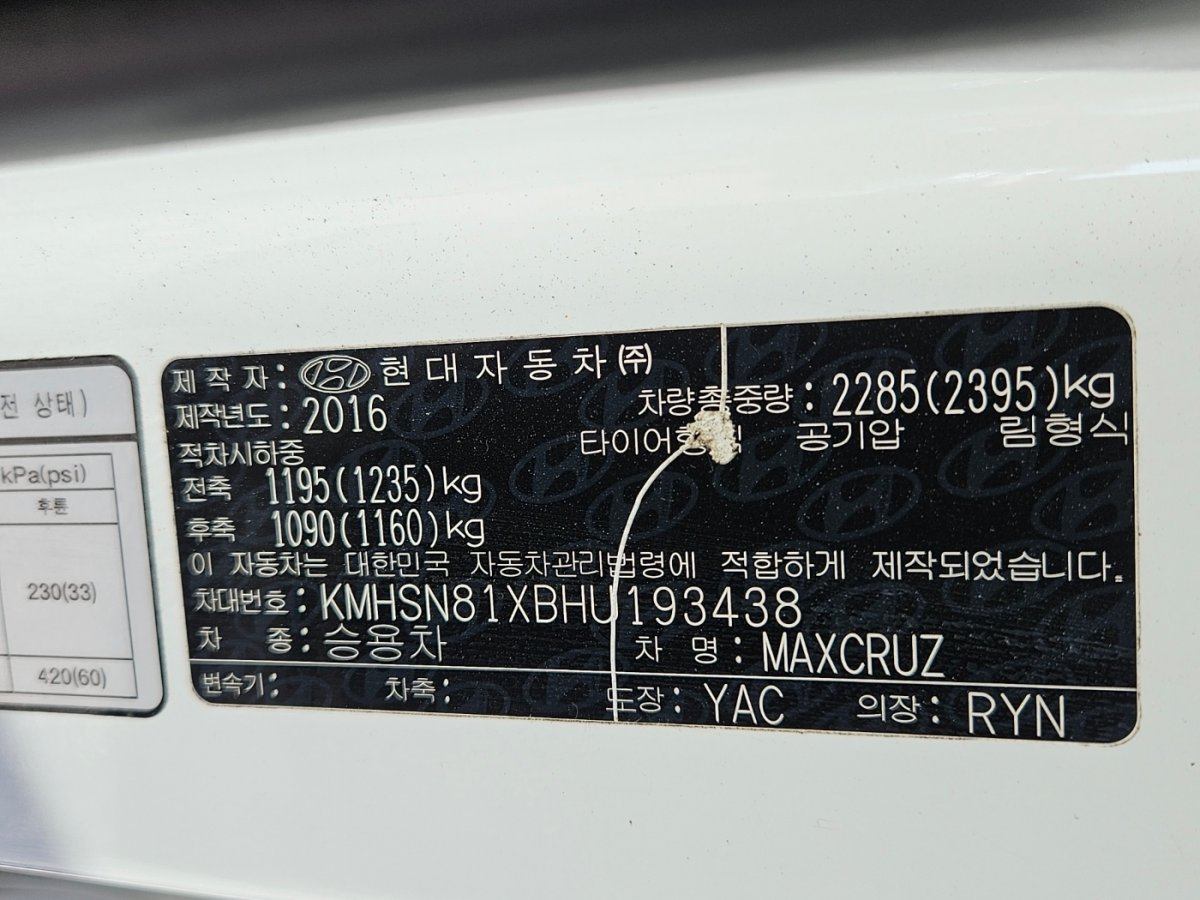 전 상태)
kPa(psi)
후륜
230(33)
420(60)
제 작 자 : 현 대 자 동 차 ㈜
제작년도 : 2016
차량총중량 : 2285(2395)kg
공기압 림형식
적차시하중
전축 1195(1235)kg
후축 1090(1160)kg
이 자동차는 대한민국 자동차관리법령에 적합하게 제작되었습니다.
차대번호 : KMHSN81XBHU193438
차 종 : 승용차 차 명 : MAXCRUZ
변속기 : 차축 : 도장 : YAC 의장 : RYN